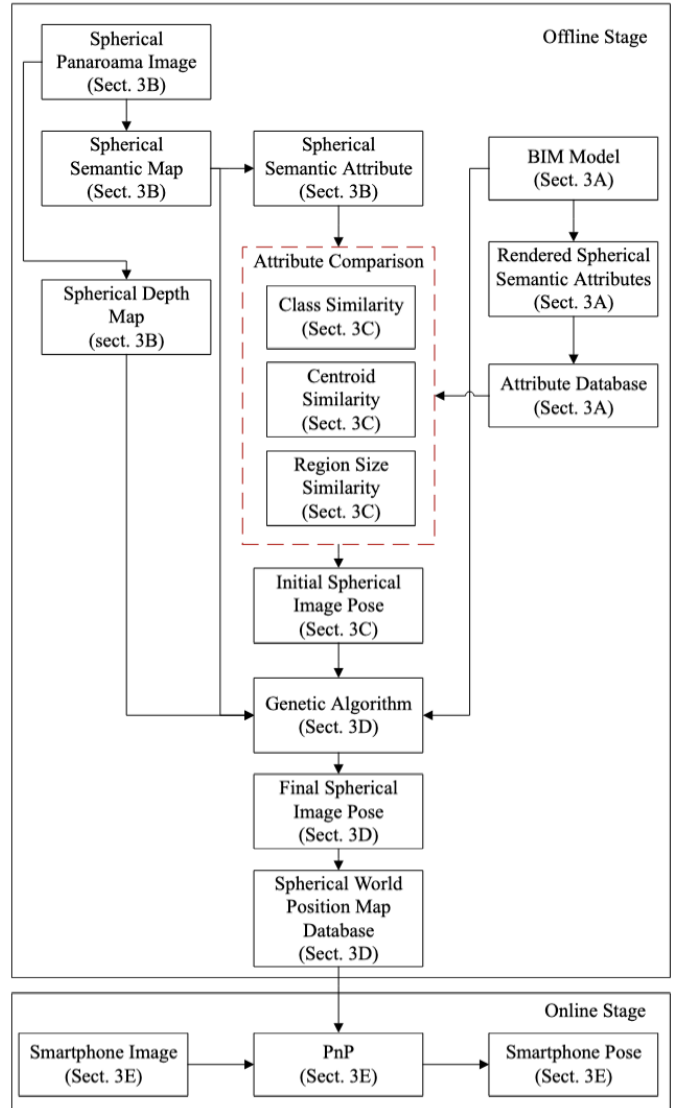 Offline Stage
Spherical
Panaroama Image
(Sect. 3B)
Spherical
Semantic Map
(Sect. 3B)
Spherical
Semantic Attribute
(Sect. 3B)
BIM Model
(Sect. 3A)
Spherical Depth
Map
(sect. 3B)
Attribute Comparison
Class Similarity
(Sect. 3C)
Centroid
Similarity
(Sect. 3C)
Region Size
Similarity
(Sect. 3C)
Rendered Spherical
Semantic Attributes
(Sect. 3A)
Attribute Database
(Sect. 3A)
Initial Spherical
Image Pose
(Sect. 3C)
Genetic Algorithm
(Sect. 3D)
Final Spherical
Image Pose
(Sect. 3D)
Spherical World
Position Map
Database
(Sect. 3D)
Online Stage
Smartphone Image
(Sect. 3E)
PnP
(Sect. 3E)
Smartphone Pose
(Sect. 3E)